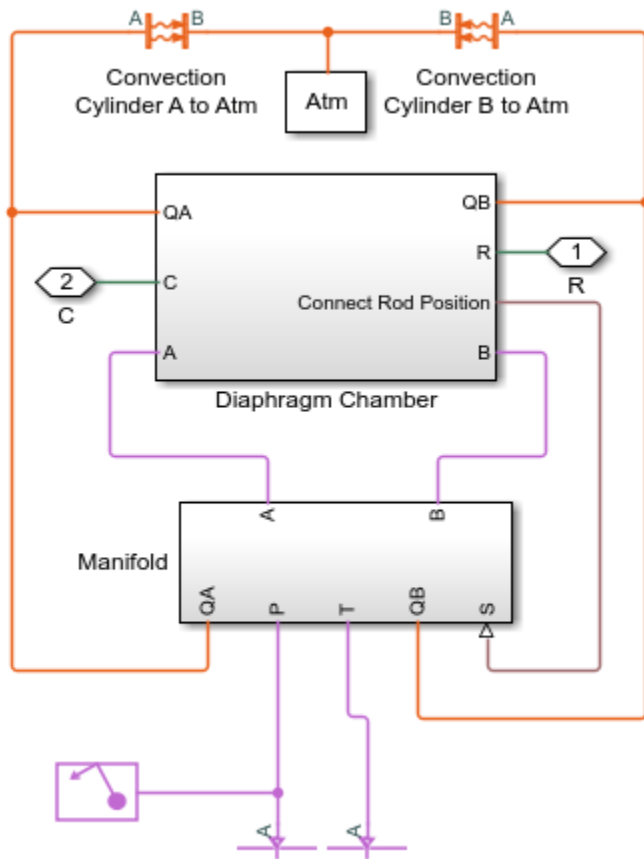 A B B A
Convection Convection
Cylinder A to Atm Atm Cylinder B to Atm
QA QB
2 C R 1
C Connect Rod Position R
A B
Diaphragm Chamber
A B
Manifold
QA P T QB S
A A